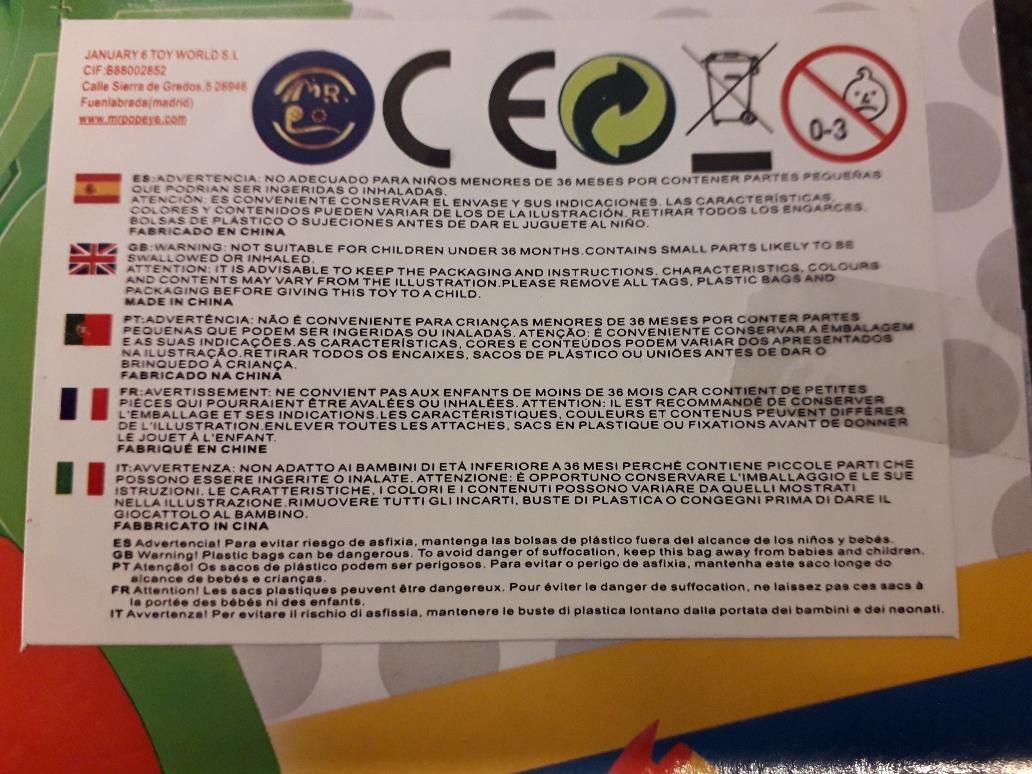 JANUARY 6 TOY WORLD S.L
CIF:B88002852
Calle Sierra de Gredos.5 28946
Fuenlabrada(madrid)
www.mrpopeye.com
MR.
CE
0-3
ES:ADVERTENCIA: NO ADECUADO PARA NIÑOS MENORES DE 36 MESES POR CONTENER PARTES PEQUEÑAS
QUE PODRIAN SER INGERIDAS O INHALADAS.
ATENCIÓN: ES CONVENIENTE CONSERVAR EL ENVASE Y SUS INDICACIONES. LAS CARACTERÍSTICAS,
COLORES Y CONTENIDOS PUEDEN VARIAR DE LOS DE LA ILUSTRACIÓN. RETIRAR TODOS LOS ENGARCES,
BOLSAS DE PLÁSTICO O SUJECIONES ANTES DE DAR EL JUGUETE AL NIÑO.
FABRICADO EN CHINA
GB:WARNING: NOT SUITABLE FOR CHILDREN UNDER 36 MONTHS.CONTAINS SMALL PARTS LIKELY TO BE
SWALLOWED OR INHALED.
ATTENTION: IT IS ADVISABLE TO KEEP THE PACKAGING AND INSTRUCTIONS. CHARACTERISTICS, COLOURS
AND CONTENTS MAY VARY FROM THE ILLUSTRATION.PLEASE REMOVE ALL TAGS, PLASTIC BAGS AND
PACKAGING BEFORE GIVING THIS TOY TO A CHILD.
MADE IN CHINA
PT:ADVERTÊNCIA: NÃO É CONVENIENTE PARA CRIANÇAS MENORES DE 36 MESES POR CONTER PARTES
PEQUENAS QUE PODEM SER INGERIDAS OU INALADAS. ATENÇÃO: É CONVENIENTE CONSERVAR A EMBALAGEM
E AS SUAS INDICAÇÕES.AS CARACTERÍSTICAS, CORES E CONTEÚDOS PODEM VARIAR DOS APRESENTADOS
NA ILUSTRAÇÃO.RETIRAR TODOS OS ENCAIXES, SACOS DE PLÁSTICO OU UNIÕES ANTES DE DAR O
BRINQUEDO À CRIANÇA.
FABRICADO NA CHINA
FR:AVERTISSEMENT: NE CONVIENT PAS AUX ENFANTS DE MOINS DE 36 MOIS CAR CONTIENT DE PETITES
PIÈCES QUI POURRAIENT ÊTRE AVALÉES OU INHALÉES. ATTENTION: IL EST RECOMMANDÉ DE CONSERVER
L'EMBALLAGE ET SES INDICATIONS.LES CARACTÉRISTIQUES, COULEURS ET CONTENUS PEUVENT DIFFÉRER
DE L'ILLUSTRATION.ENLEVER TOUTES LES ATTACHES, SACS EN PLASTIQUE OU FIXATIONS AVANT DE DONNER
LE JOUET À L'ENFANT.
FABRIQUÉ EN CHINE
IT:AVVERTENZA: NON ADATTO AI BAMBINI DI ETÀ INFERIORE A 36 MESI PERCHÉ CONTIENE PICCOLE PARTI CHE
POSSONO ESSERE INGERITE O INALATE. ATTENZIONE: È OPPORTUNO CONSERVARE L'IMBALLAGGIO E LE SUE
ISTRUZIONI. LE CARATTERISTICHE, I COLORI E I CONTENUTI POSSONO VARIARE DA QUELLI MOSTRATI
NELLA ILLUSTRAZIONE.RIMUOVERE TUTTI GLI INCARTI, BUSTE DI PLASTICA O CONGEGNI PRIMA DI DARE IL
GIOCATTOLO AL BAMBINO.
FABBRICATO IN CINA
ES Advertencia! Para evitar riesgo de asfixia, mantenga las bolsas de plástico fuera del alcance de los niños y bebés.
GB Warning! Plastic bags can be dangerous. To avoid danger of suffocation, keep this bag away from babies and children.
PT Atenção! Os sacos de plástico podem ser perigosos. Para evitar o perigo de asfixia, mantenha este saco longe do
alcance de bebés e crianças.
FR Attention! Les sacs plastiques peuvent être dangereux. Pour éviter le danger de suffocation, ne laissez pas ces sacs à
la portée des bébés ni des enfants.
IT Avvertenza! Per evitare il rischio di asfissia, mantenere le buste di plastica lontano dalla portata dei bambini e dei neonati.